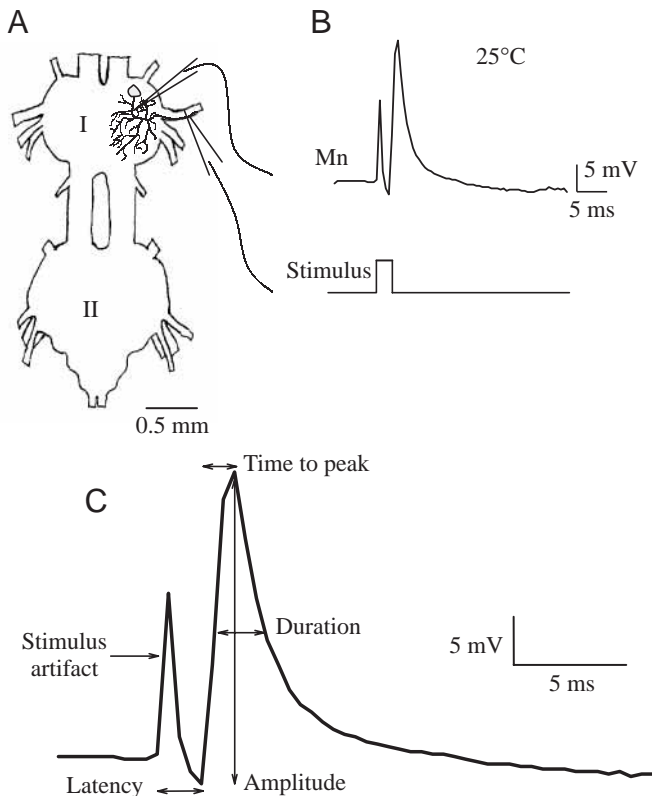 A
I
II
0.5 mm
B
25°C
Mn
5 mV
5 ms
Stimulus
C
Time to peak
Stimulus
artifact
Duration
5 mV
5 ms
Latency
Amplitude